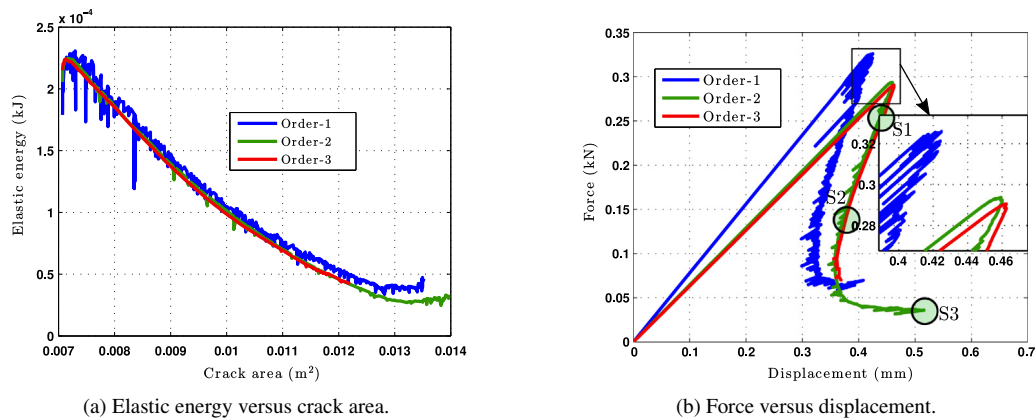 x 10⁻⁴
2.5
2
1.5
1
0.5
0
0.007
0.008
0.009
0.01
0.011
0.012
0.013
0.014
Elastic energy (kJ)
Crack area (m²)
Order-1
Order-2
Order-3
(a) Elastic energy versus crack area.
0.35
0.3
0.25
0.2
0.15
0.1
0.05
0
0
0.1
0.2
0.3
0.4
0.5
0.6
0.7
Force (kN)
Displacement (mm)
Order-1
Order-2
Order-3
S1
S2
S3
0.32
0.3
0.28
0.4
0.42
0.44
0.46
(b) Force versus displacement.